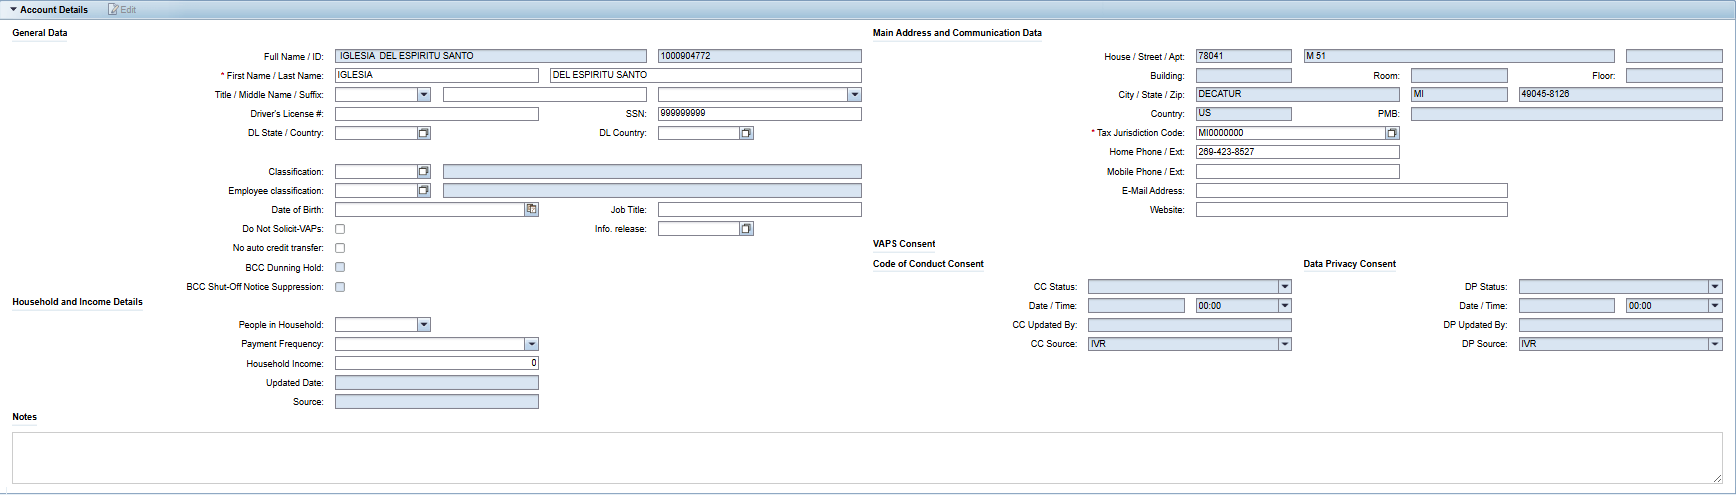 Account Details Edit
General Data
Full Name / ID: IGLESIA DEL ESPIRITU SANTO 1000904772
* First Name / Last Name: IGLESIA DEL ESPIRITU SANTO
Title / Middle Name / Suffix:
Driver's License #: SSN: 999999999
DL State / Country: DL Country:
Classification:
Employee classification:
Date of Birth: Job Title:
Do Not Solicit-VAPs: Info. release:
No auto credit transfer:
BCC Dunning Hold:
BCC Shut-Off Notice Suppression:
Household and Income Details
People in Household:
Payment Frequency:
Household Income: 0
Updated Date:
Source:
Main Address and Communication Data
House / Street / Apt: 78041 M 51
Building: Room: Floor:
City / State / Zip: DECATUR MI 49045-8126
Country: US PMB:
* Tax Jurisdiction Code: MI0000000
Home Phone / Ext: 269-423-8527
Mobile Phone / Ext:
E-Mail Address:
Website:
VAPS Consent
Code of Conduct Consent Data Privacy Consent
CC Status: DP Status:
Date / Time: 00:00 Date / Time: 00:00
CC Updated By: DP Updated By:
CC Source: IVR DP Source: IVR
Notes